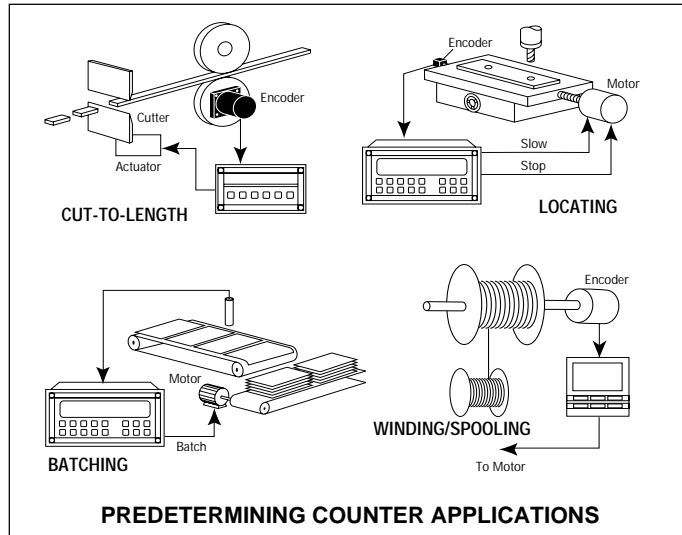 Encoder
Cutter
Actuator
CUT-TO-LENGTH
Encoder
Motor
Slow
Stop
LOCATING
Motor
Batch
BATCHING
Encoder
WINDING/SPOOLING
To Motor
PREDETERMINING COUNTER APPLICATIONS